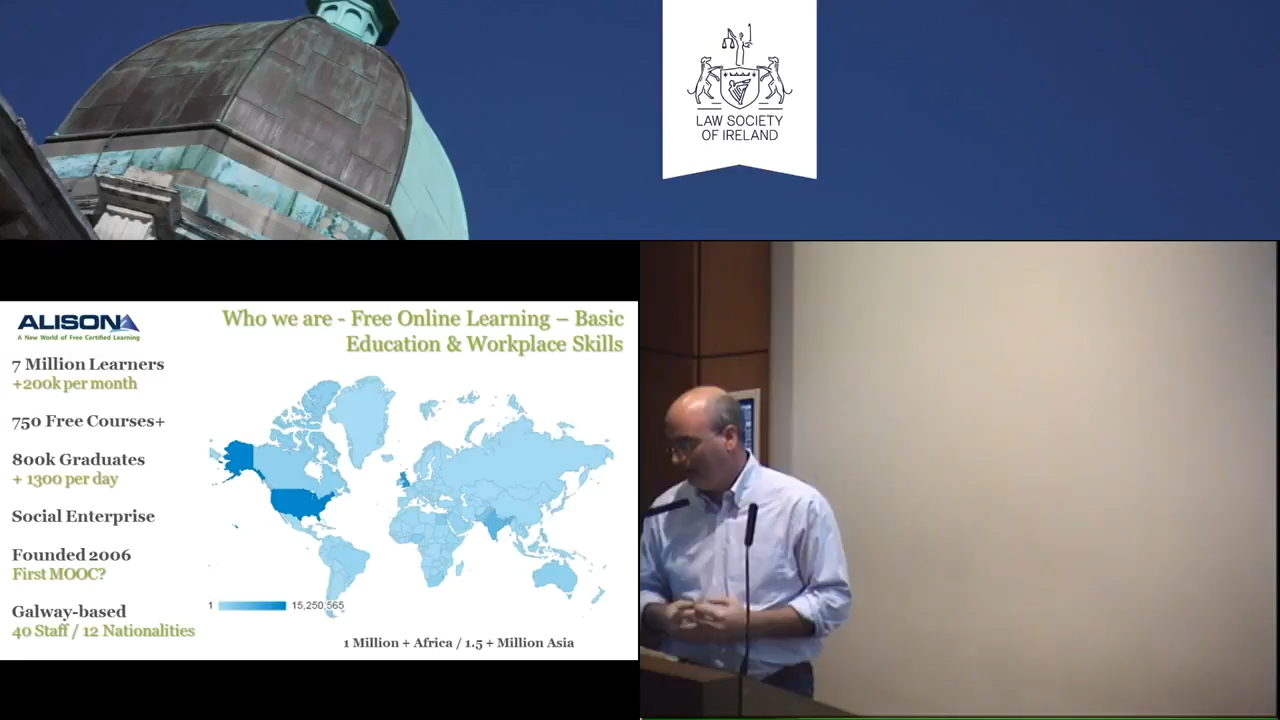 LAW SOCIETY
OF IRELAND
ALISON
A New World of Free Certified Learning
Who we are - Free Online Learning – Basic
Education & Workplace Skills
7 Million Learners
+200k per month
750 Free Courses+
800k Graduates
+ 1300 per day
Social Enterprise
Founded 2006
First MOOC?
Galway-based
40 Staff / 12 Nationalities
1
15,250,565
1 Million + Africa / 1.5 + Million Asia